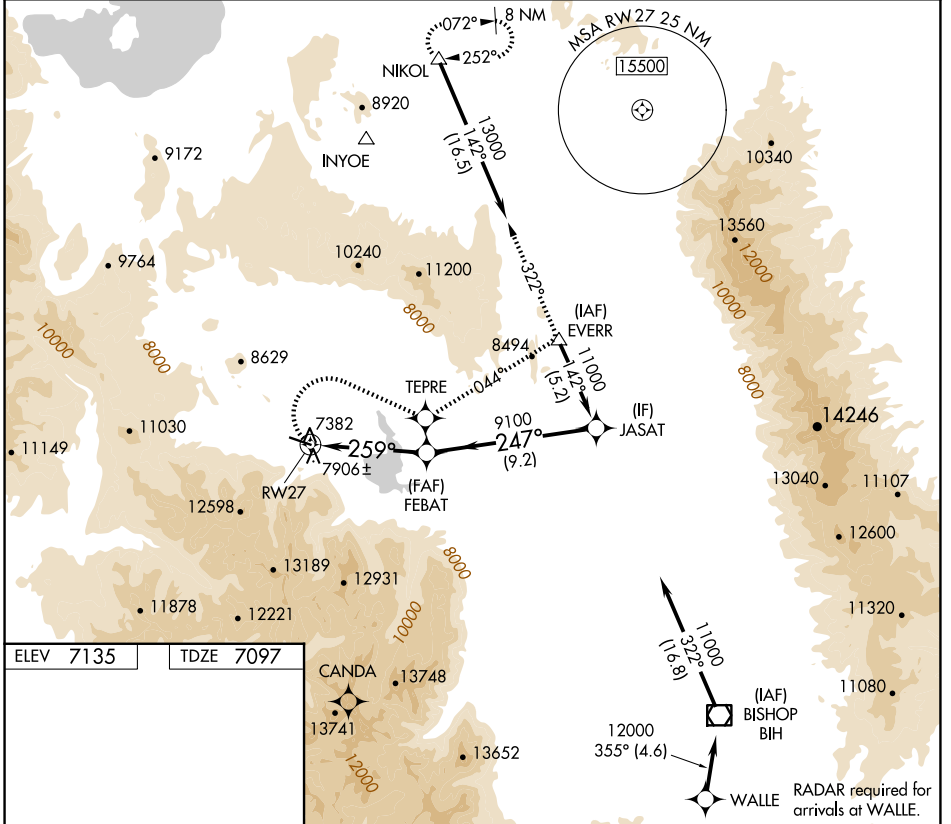 072°
8 NM
252°
NIKOL
MSA RW27 25 NM
15500
8920
INYOE
13000
142°
(16.5)
9172
10340
13560
12000
10000
9764
10240
11200
8000
322°
(IAF)
EVERR
10000
8000
8629
8494
11000
142°
(5.2)
8000
044°
TEPRE
(IF)
JASAT
9100
247°
(9.2)
14246
11030
7382
259°
11149
7906±
RW27
(FAF)
FEBAT
13040
11107
12598
12600
8000
13189
12931
10000
11878
12221
11320
11000
322°
(16.8)
ELEV 7135
TDZE 7097
CANDA
13748
11080
(IAF)
BISHOP
BIH
13741
12000
355° (4.6)
13652
12000
WALLE
RADAR required for
arrivals at WALLE.